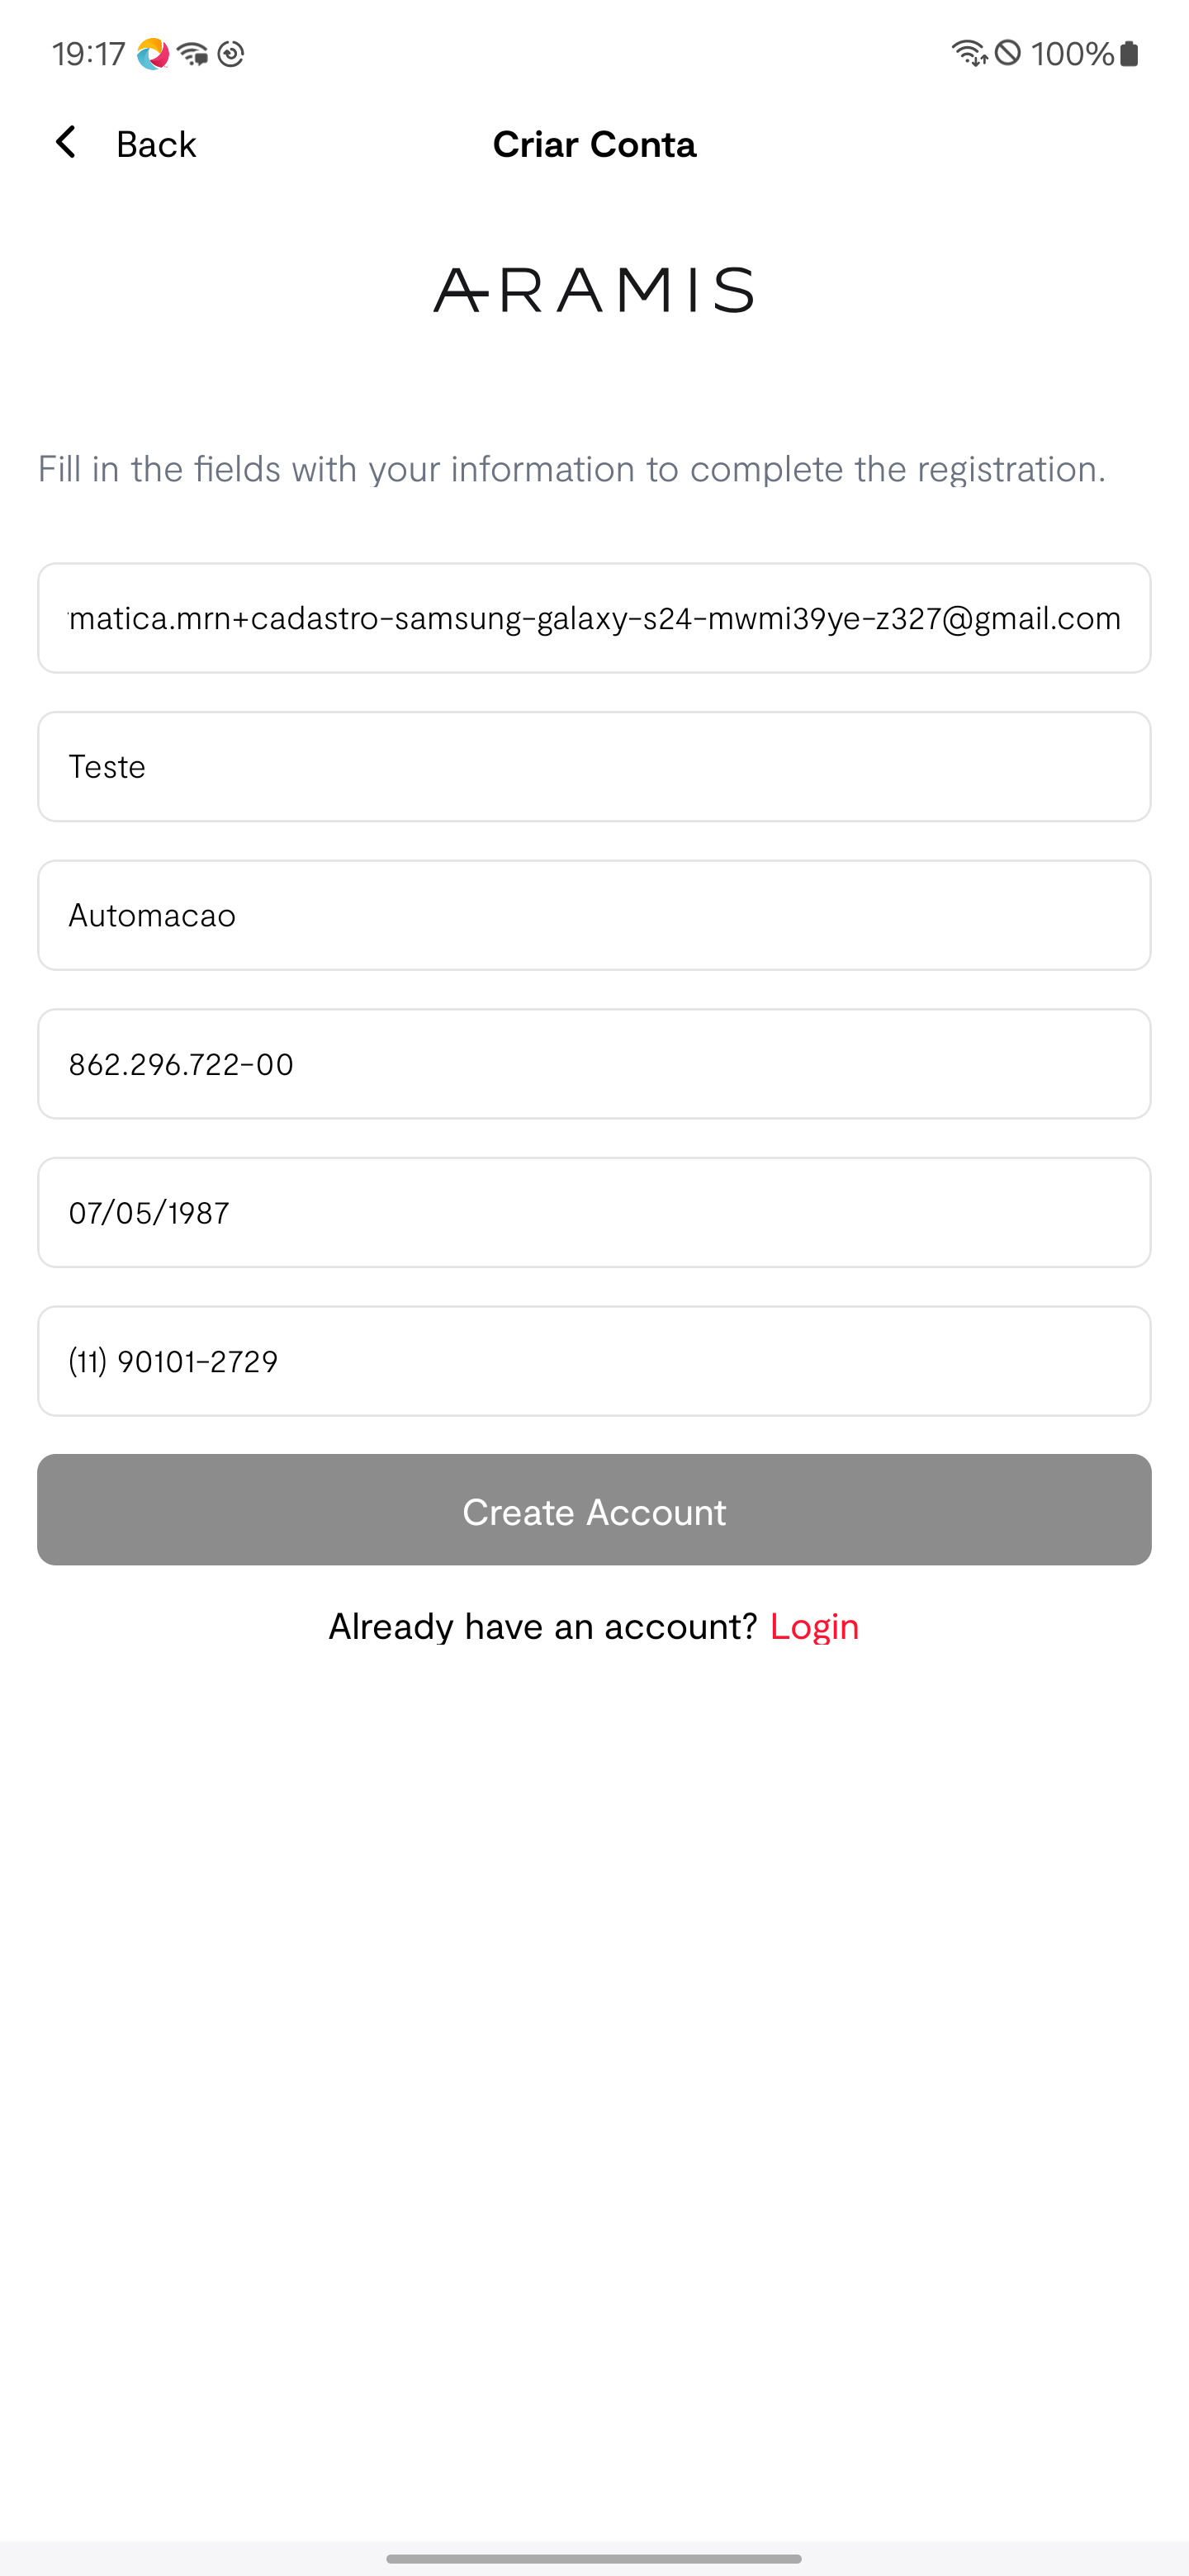 19:17 100%
Back Criar Conta
ARAMIS
Fill in the fields with your information to complete the registration.
matica.mrn+cadastro-samsung-galaxy-s24-mwmi39ye-z327@gmail.com
Teste
Automacao
862.296.722-00
07/05/1987
(11) 90101-2729
Create Account
Already have an account? Login